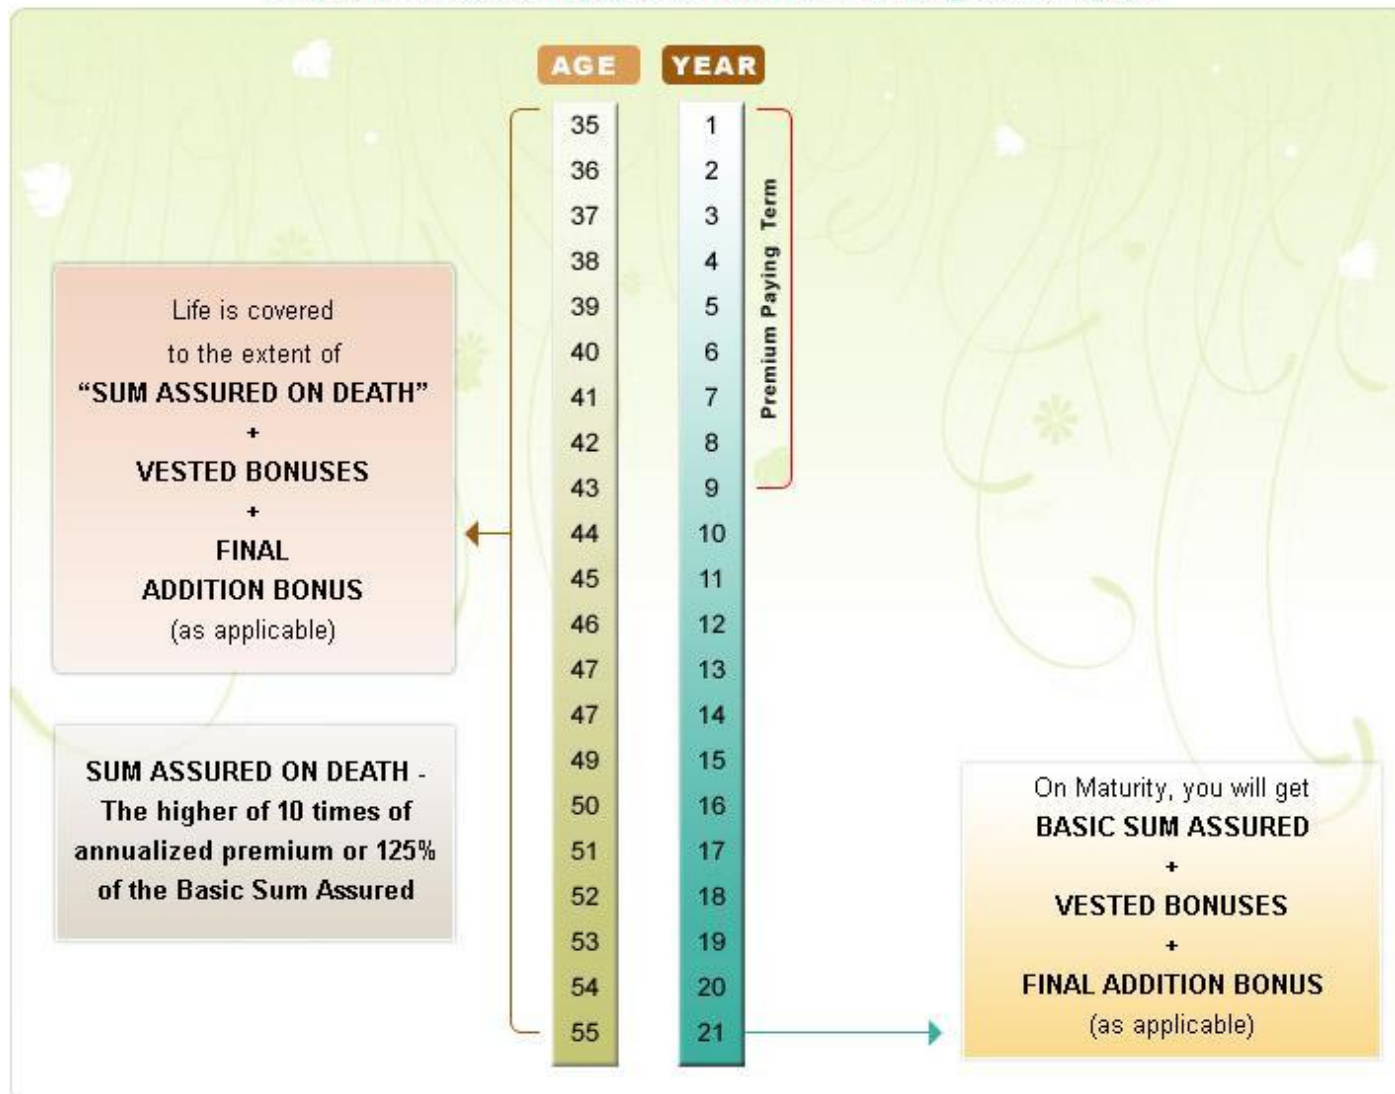 AGE YEAR
35 1
36 2
37 3
38 4
39 5
40 6
41 7
42 8
43 9
44 10
45 11
46 12
47 13
47 14
49 15
50 16
51 17
52 18
53 19
54 20
55 21
Premium Paying Term
Life is covered
to the extent of
“SUM ASSURED ON DEATH”
+
VESTED BONUSES
+
FINAL
ADDITION BONUS
(as applicable)
SUM ASSURED ON DEATH -
The higher of 10 times of
annualized premium or 125%
of the Basic Sum Assured
On Maturity, you will get
BASIC SUM ASSURED
+
VESTED BONUSES
+
FINAL ADDITION BONUS
(as applicable)